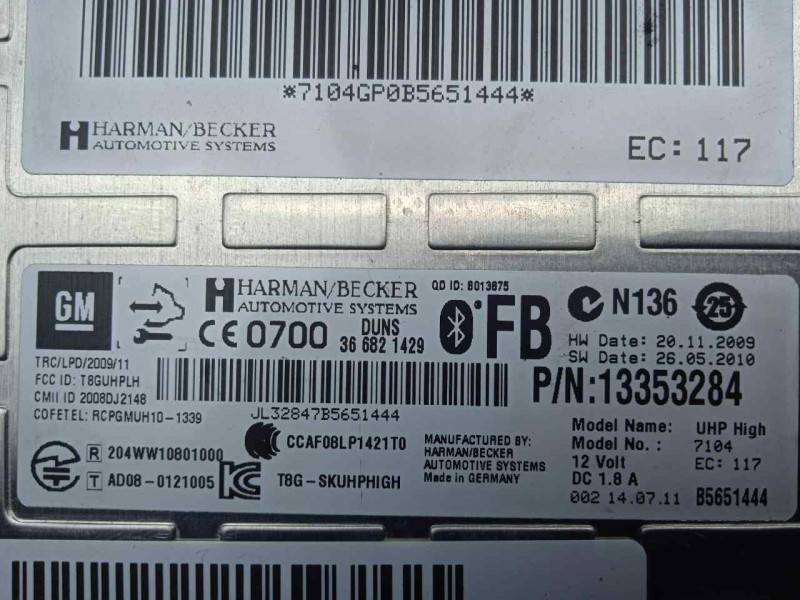 *7104GP0B5651444*
HARMAN/BECKER
AUTOMOTIVE SYSTEMS
EC: 117
GM
HARMAN/BECKER
AUTOMOTIVE SYSTEMS
QD ID: B013875
CE 0700
DUNS
36 682 1429
FB
N136
25
HW Date: 20.11.2009
SW Date: 26.05.2010
TRC/LPD/2009/11
FCC ID: T8GUHPLH
CMII ID 2008DJ2148
COFETEL: RCPGMUH10-1339
JL32847B5651444
P/N:13353284
CCAF08LP1421T0
R 204WW10801000
T AD08-0121005
T8G-SKUHPHIGH
MANUFACTURED BY:
HARMAN/BECKER
AUTOMOTIVE SYSTEMS
Made in GERMANY
Model Name: UHP High
Model No.: 7104
12 Volt EC: 117
DC 1.8 A
002 14.07.11 B5651444